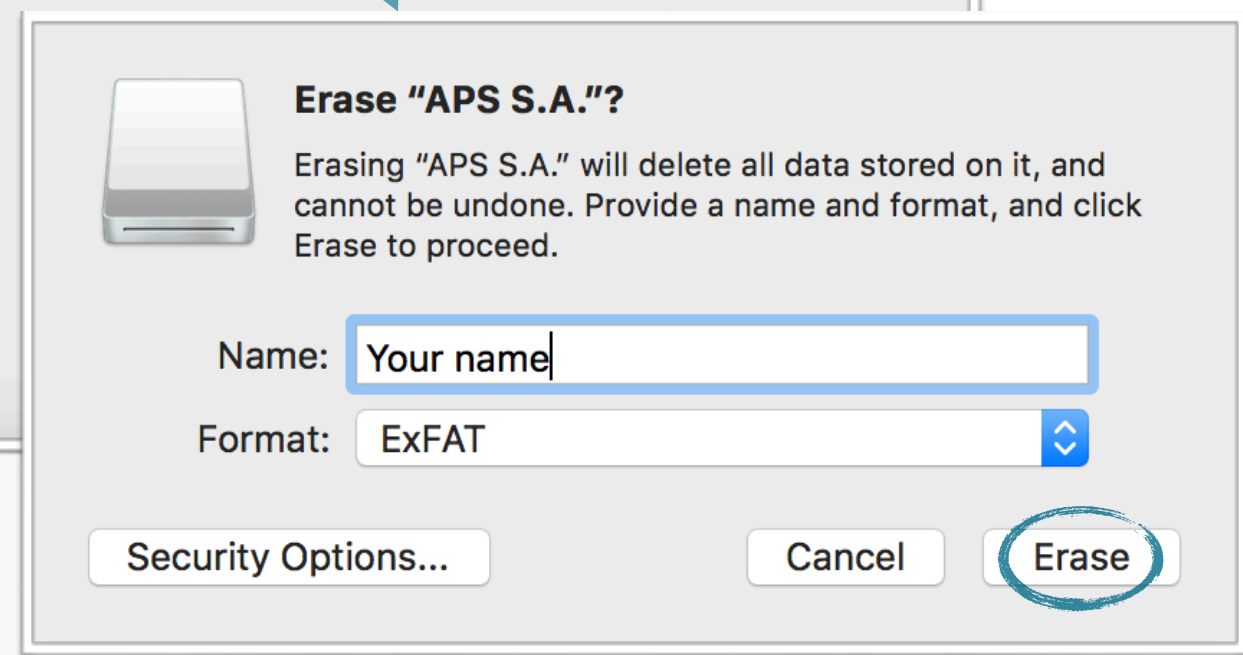 Erase “APS S.A.”?
Erasing “APS S.A.” will delete all data stored on it, and
cannot be undone. Provide a name and format, and click
Erase to proceed.
Name: Your name
Format: ExFAT
Security Options... Cancel Erase